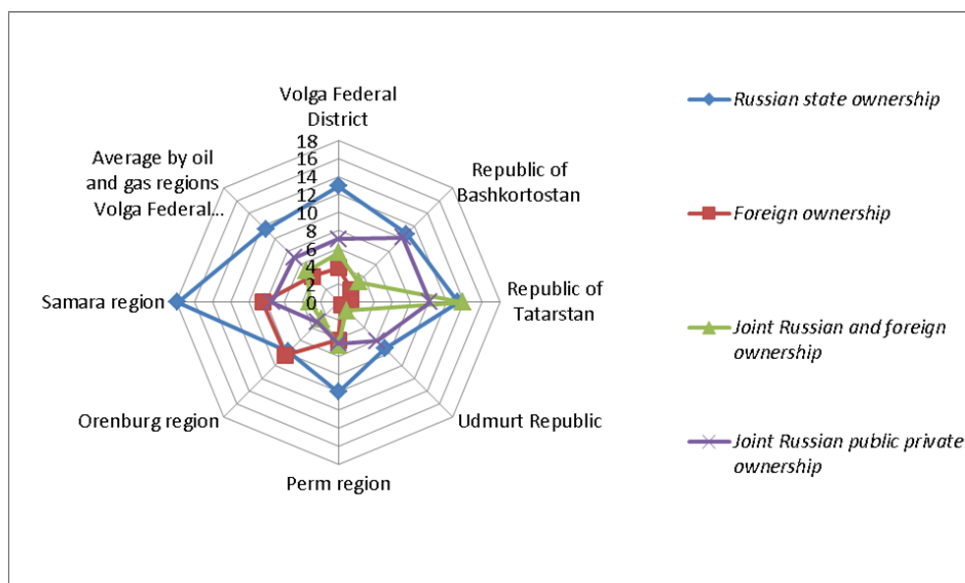 Volga Federal
District
18
16
14
12
10
8
6
4
2
0
Average by oil
and gas regions
Volga Federal...
Republic of
Bashkortostan
Samara region
Republic of
Tatarstan
Orenburg region
Udmurt Republic
Perm region
Russian state ownership
Foreign ownership
Joint Russian and foreign
ownership
Joint Russian public private
ownership